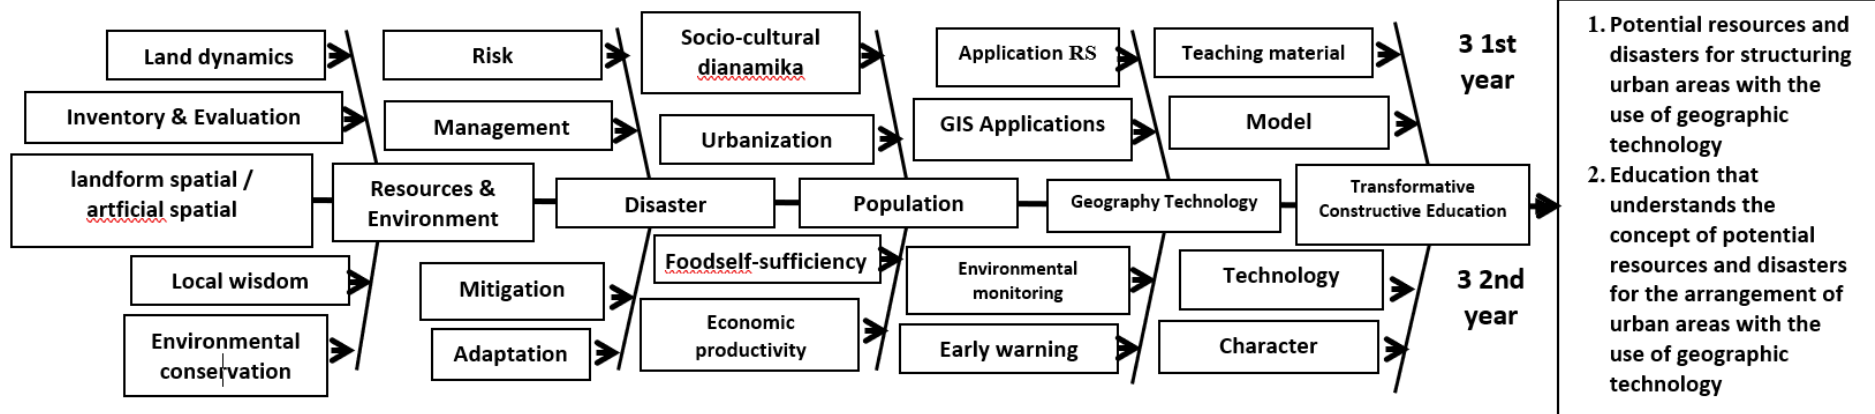 Land dynamics
Inventory & Evaluation
landform spatial /
artficial spatial
Local wisdom
Environmental
conservation
Resources &
Environment
Risk
Management
Mitigation
Adaptation
Disaster
Socio-cultural
dianamika
Urbanization
Foodself-sufficiency
Economic
productivity
Population
Application RS
GIS Applications
Environmental
monitoring
Early warning
Geography Technology
Teaching material
Model
Technology
Character
Transformative
Constructive Education
3 1st
year
3 2nd
year
1. Potential resources and
disasters for structuring
urban areas with the
use of geographic
technology
2. Education that
understands the
concept of potential
resources and disasters
for the arrangement of
urban areas with the
use of geographic
technology